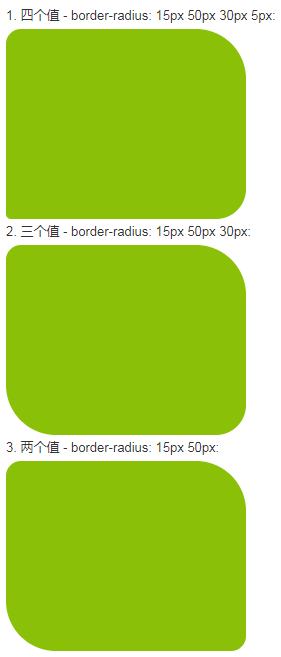 1. 四个值 - border-radius: 15px 50px 30px 5px:
2. 三个值 - border-radius: 15px 50px 30px:
3. 两个值 - border-radius: 15px 50px: